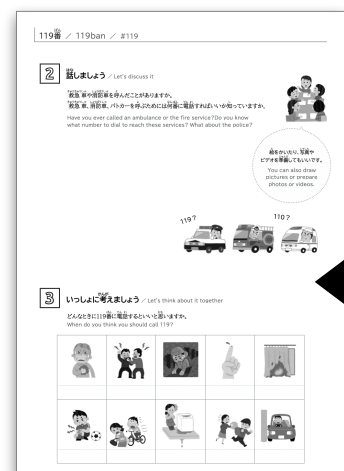 119番 / 119ban / #119
2 話しましょう / Let's discuss it
救急車や消防車を呼んだことがありますか。
救急車、消防車、パトカーを呼ぶためには何番に電話すればいいか知っていますか。
Have you ever called an ambulance or the fire service? Do you know
what number to dial to reach these services? What about the police?
絵をかいたり、写真や
ビデオを準備してもいいです。
You can also draw
pictures or prepare
photos or videos.
119?
110?
3 いっしょに考えましょう / Let's think about it together
どんなときに119番に電話するといいと思いますか。
When do you think you should call 119?